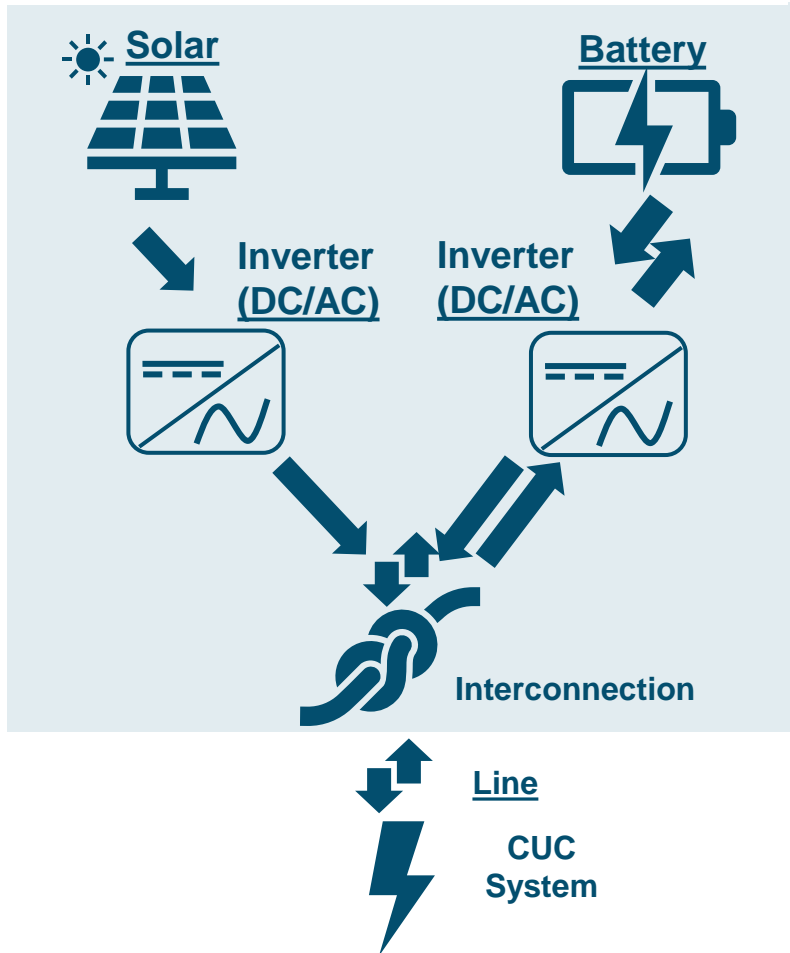 Solar
Battery
Inverter
(DC/AC)
Inverter
(DC/AC)
Interconnection
Line
CUC
System